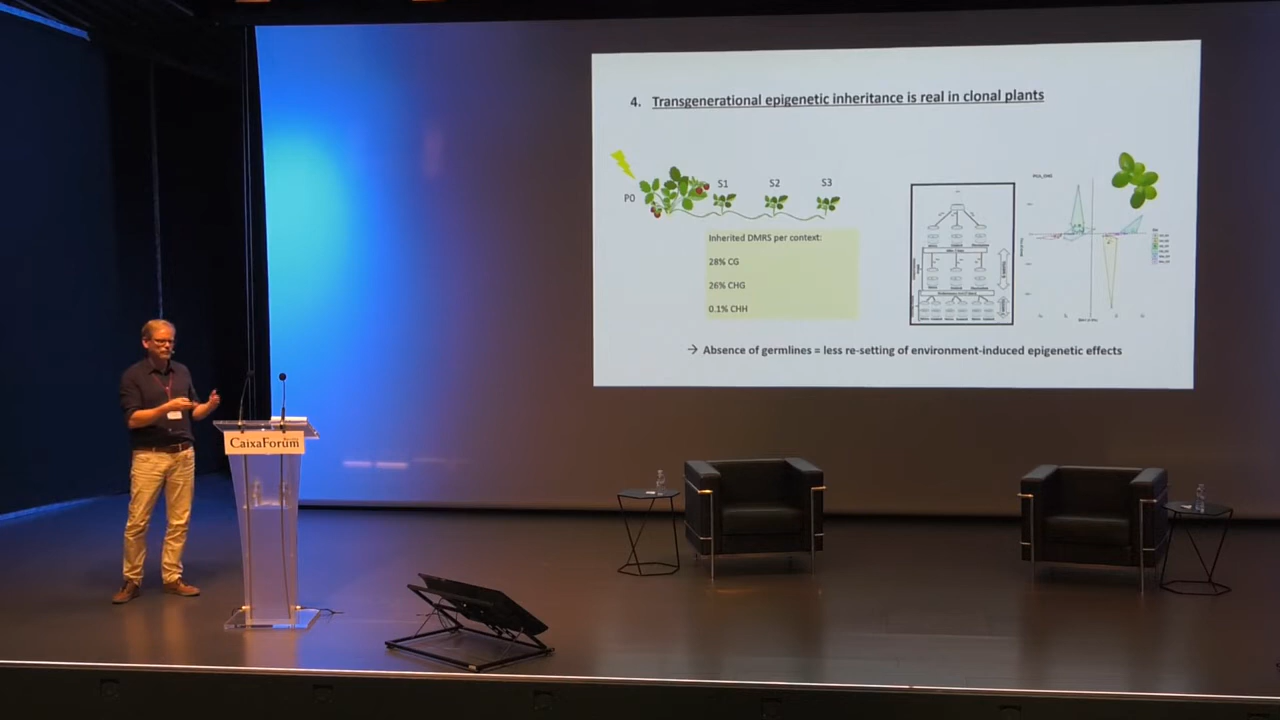 4. Transgenerational epigenetic inheritance is real in clonal plants
P0
S1
S2
S3
Inherited DMRS per context:
28% CG
26% CHG
0.1% CHH
PCA_CHG
→ Absence of germlines = less re-setting of environment-induced epigenetic effects
CaixaForum